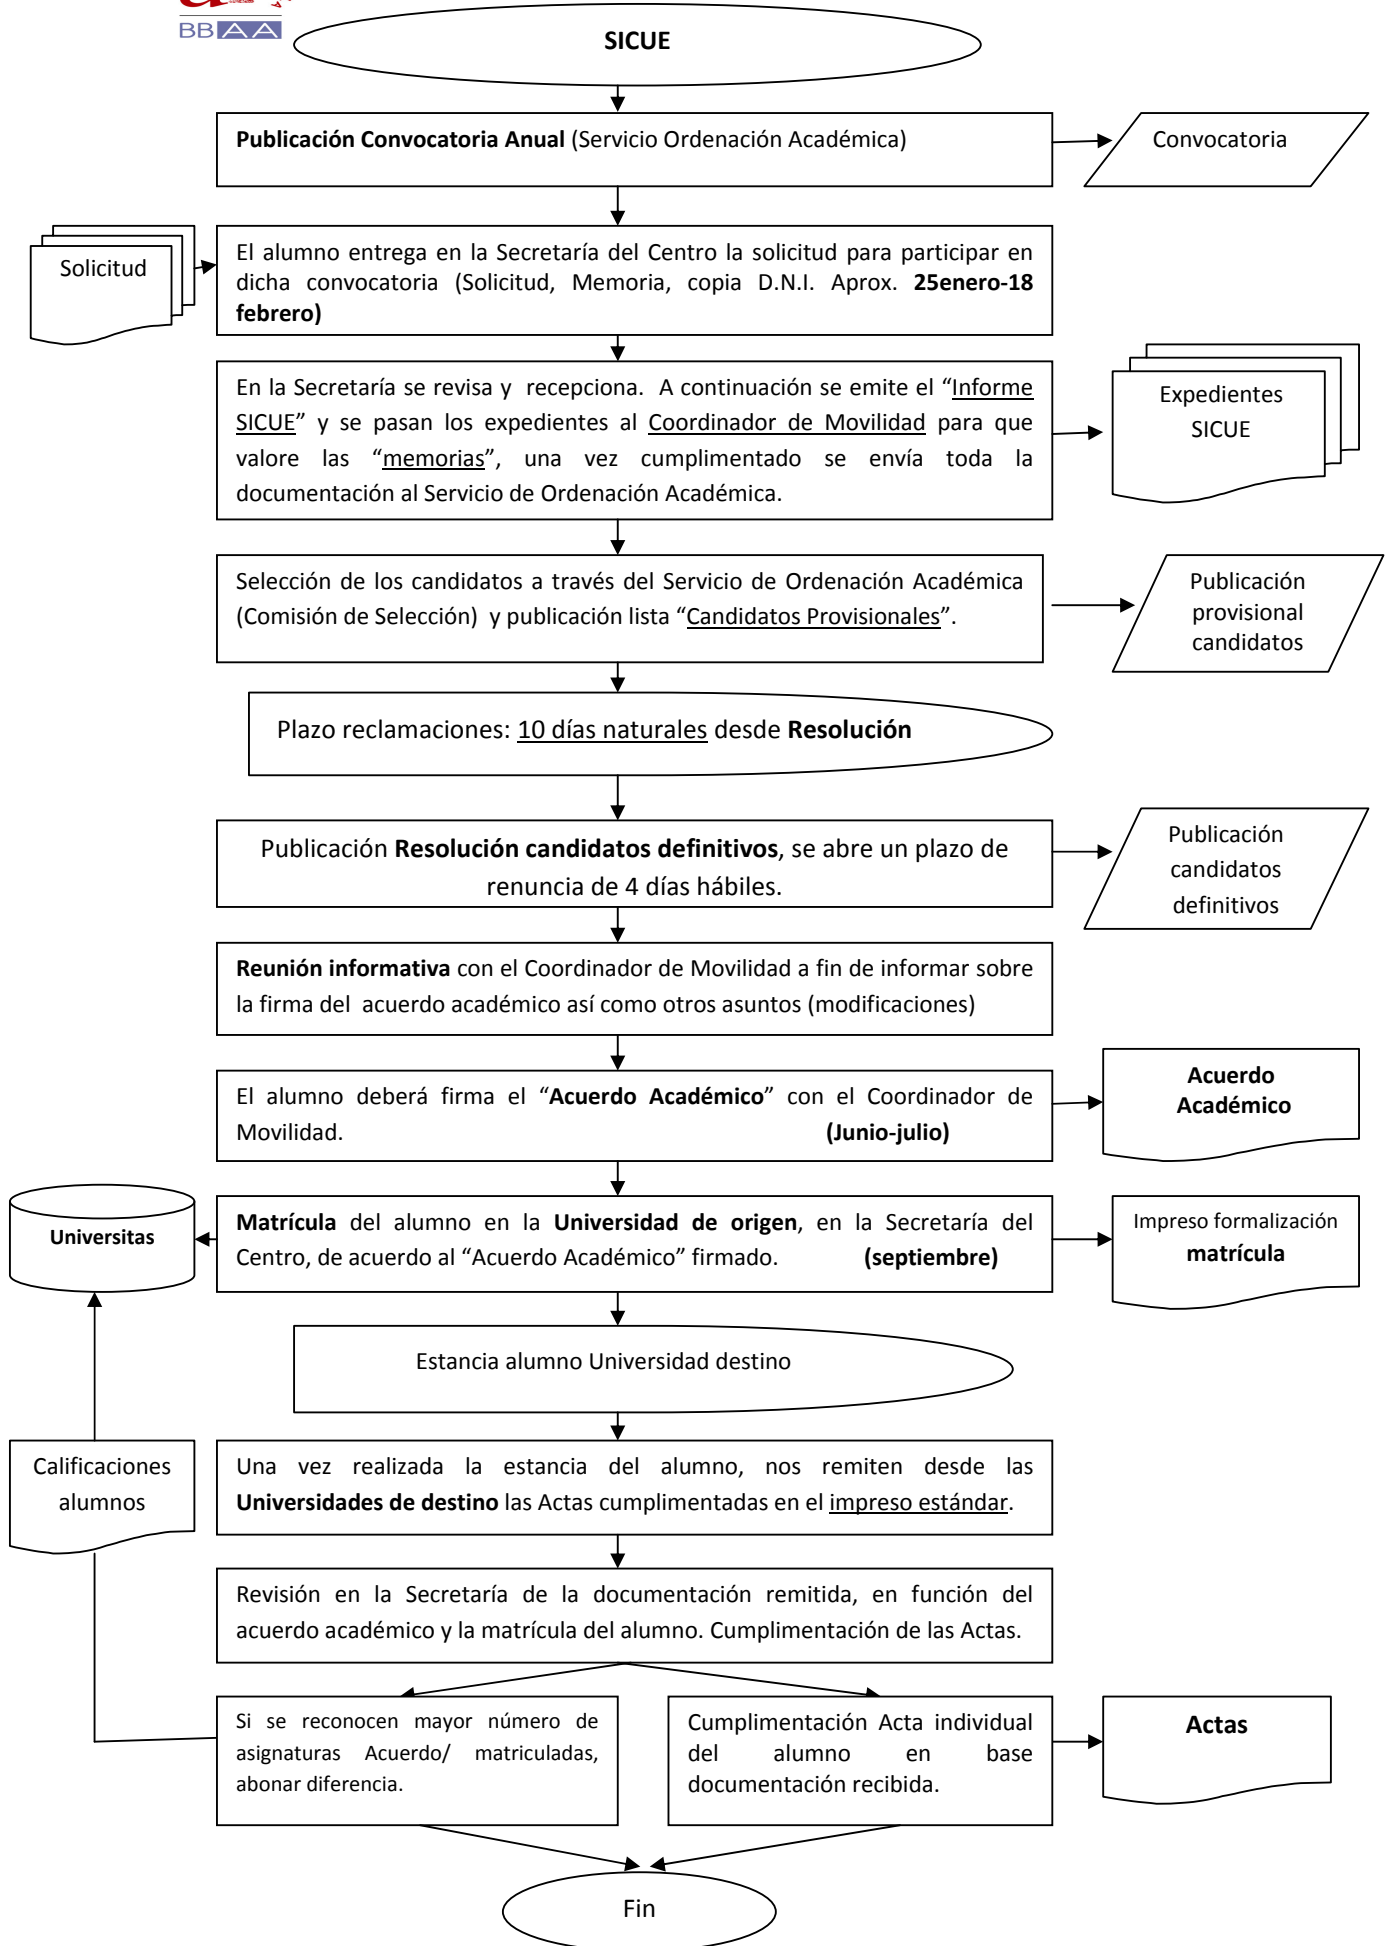 BBAA
SICUE
Publicación Convocatoria Anual (Servicio Ordenación Académica)
Convocatoria
Solicitud
El alumno entrega en la Secretaría del Centro la solicitud para participar en
dicha convocatoria (Solicitud, Memoria, copia D.N.I. Aprox. 25enero-18
febrero)
En la Secretaría se revisa y recepciona. A continuación se emite el “Informe
SICUE” y se pasan los expedientes al Coordinador de Movilidad para que
valore las “memorias”, una vez cumplimentado se envía toda la
documentación al Servicio de Ordenación Académica.
Expedientes
SICUE
Selección de los candidatos a través del Servicio de Ordenación Académica
(Comisión de Selección) y publicación lista “Candidatos Provisionales”.
Publicación
provisional
candidatos
Plazo reclamaciones: 10 días naturales desde Resolución
Publicación Resolución candidatos definitivos, se abre un plazo de
renuncia de 4 días hábiles.
Publicación
candidatos
definitivos
Reunión informativa con el Coordinador de Movilidad a fin de informar sobre
la firma del acuerdo académico así como otros asuntos (modificaciones)
El alumno deberá firma el “Acuerdo Académico” con el Coordinador de
Movilidad. (Junio-julio)
Acuerdo
Académico
Universitas
Matrícula del alumno en la Universidad de origen, en la Secretaría del
Centro, de acuerdo al “Acuerdo Académico” firmado. (septiembre)
Impreso formalización
matrícula
Estancia alumno Universidad destino
Calificaciones
alumnos
Una vez realizada la estancia del alumno, nos remiten desde las
Universidades de destino las Actas cumplimentadas en el impreso estándar.
Revisión en la Secretaría de la documentación remitida, en función del
acuerdo académico y la matrícula del alumno. Cumplimentación de las Actas.
Si se reconocen mayor número de
asignaturas Acuerdo/ matriculadas,
abonar diferencia.
Cumplimentación Acta individual
del alumno en base
documentación recibida.
Actas
Fin